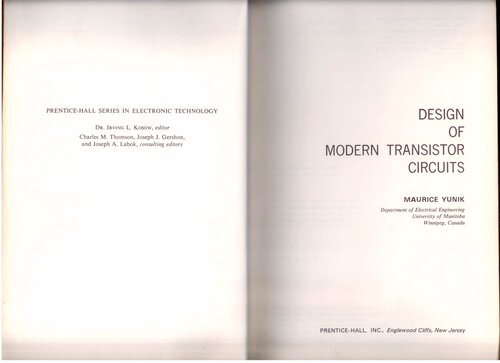 PRENTICE-HALL SERIES IN ELECTRONIC TECHNOLOGY
DR. IRVING L. KOSOW, editor
Charles M. Thomson, Joseph J. Gershon,
and Joseph A. Labok, consulting editors
DESIGN
OF
MODERN TRANSISTOR
CIRCUITS
MAURICE YUNIK
Department of Electrical Engineering
University of Manitoba
Winnipeg, Canada
PRENTICE-HALL, INC., Englewood Cliffs, New Jersey